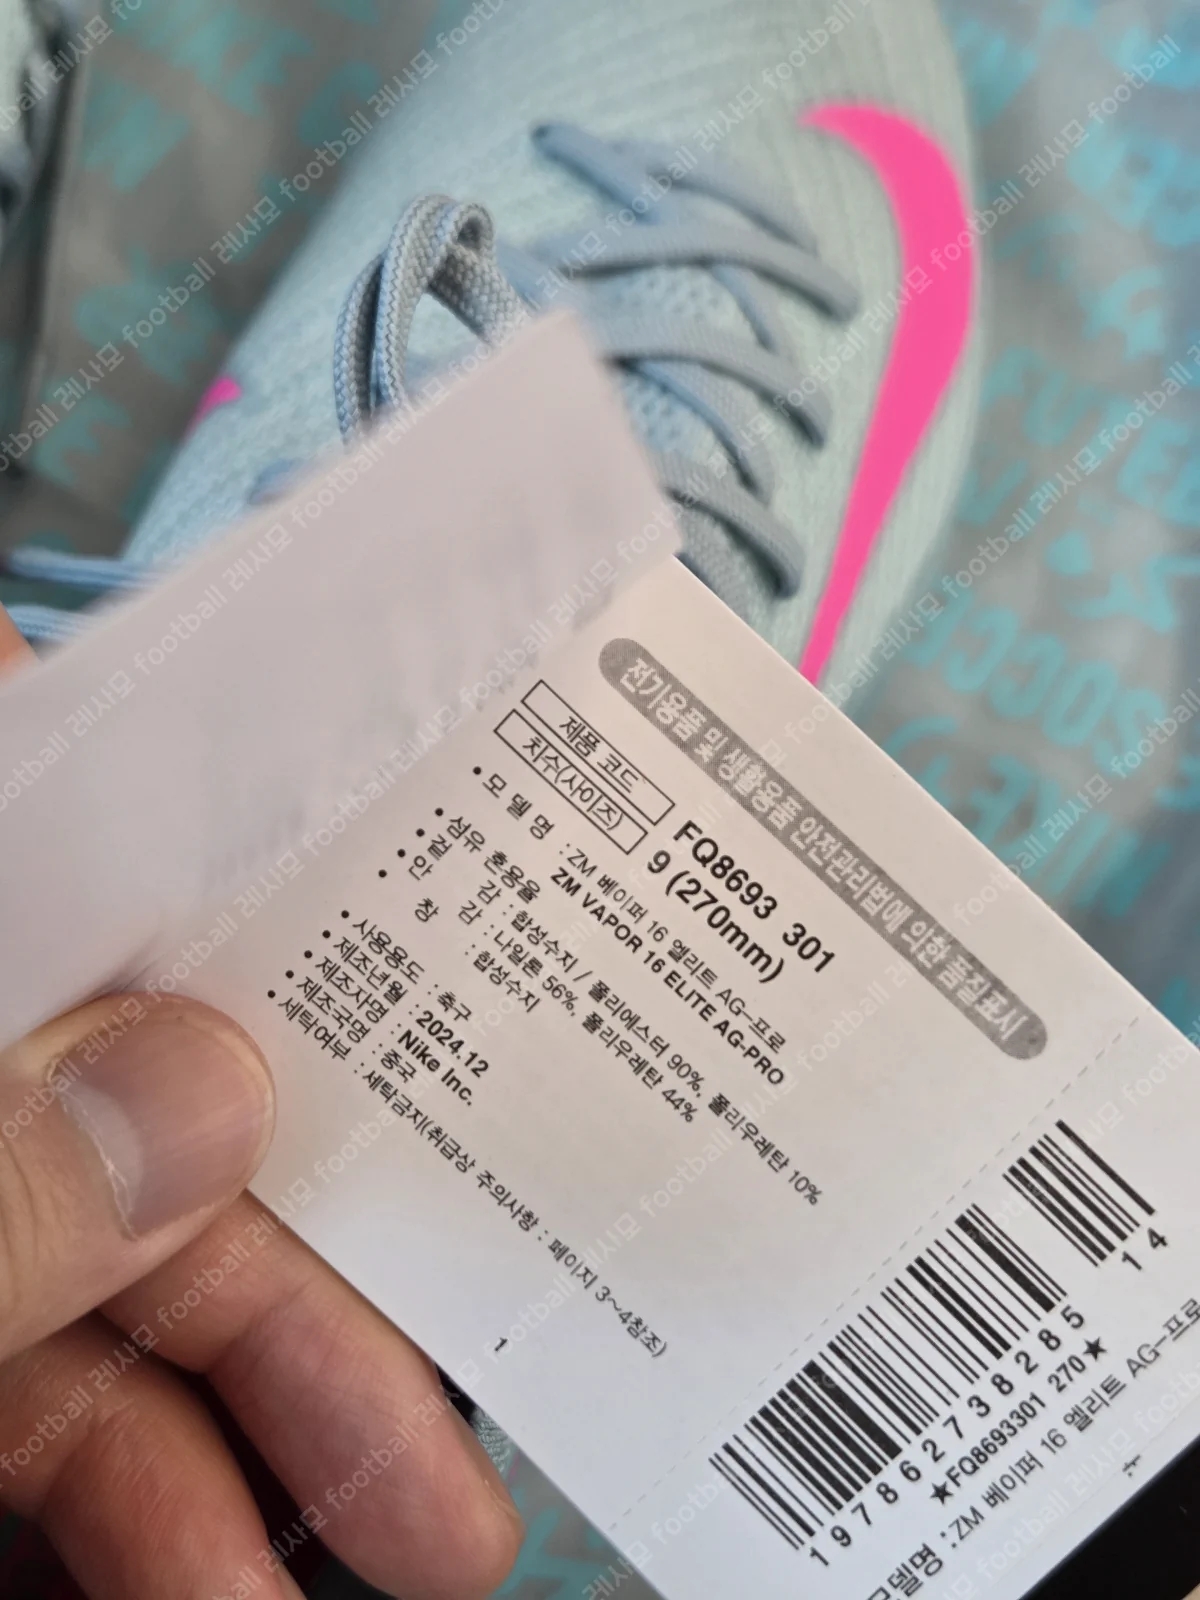 전기용품 및 생활용품 안전관리법에 의한 품질표시
제품 코드 FQ8693 301
치수(사이즈) 9 (270mm)
• 모 델 명 : ZM 베이퍼 16 엘리트 AG-프로
ZM VAPOR 16 ELITE AG-PRO
• 섬유 혼용율
• 겉 감 : 합성수지 / 폴리에스터 90%, 폴리우레탄 10%
• 안 감 : 나일론 56%, 폴리우레탄 44%
• 창 : 합성수지
• 사용용도 : 축구
• 제조년월 : 2024.12
• 제조자명 : Nike Inc.
• 제조국명 : 중국
• 세탁여부 : 세탁금지(취급상 주의사항 : 페이지 3~4참조)
1
197862738285 14
★FQ8693301 270★
모델명 : ZM 베이퍼 16 엘리트 AG-프로
football 레사모
SOCCER